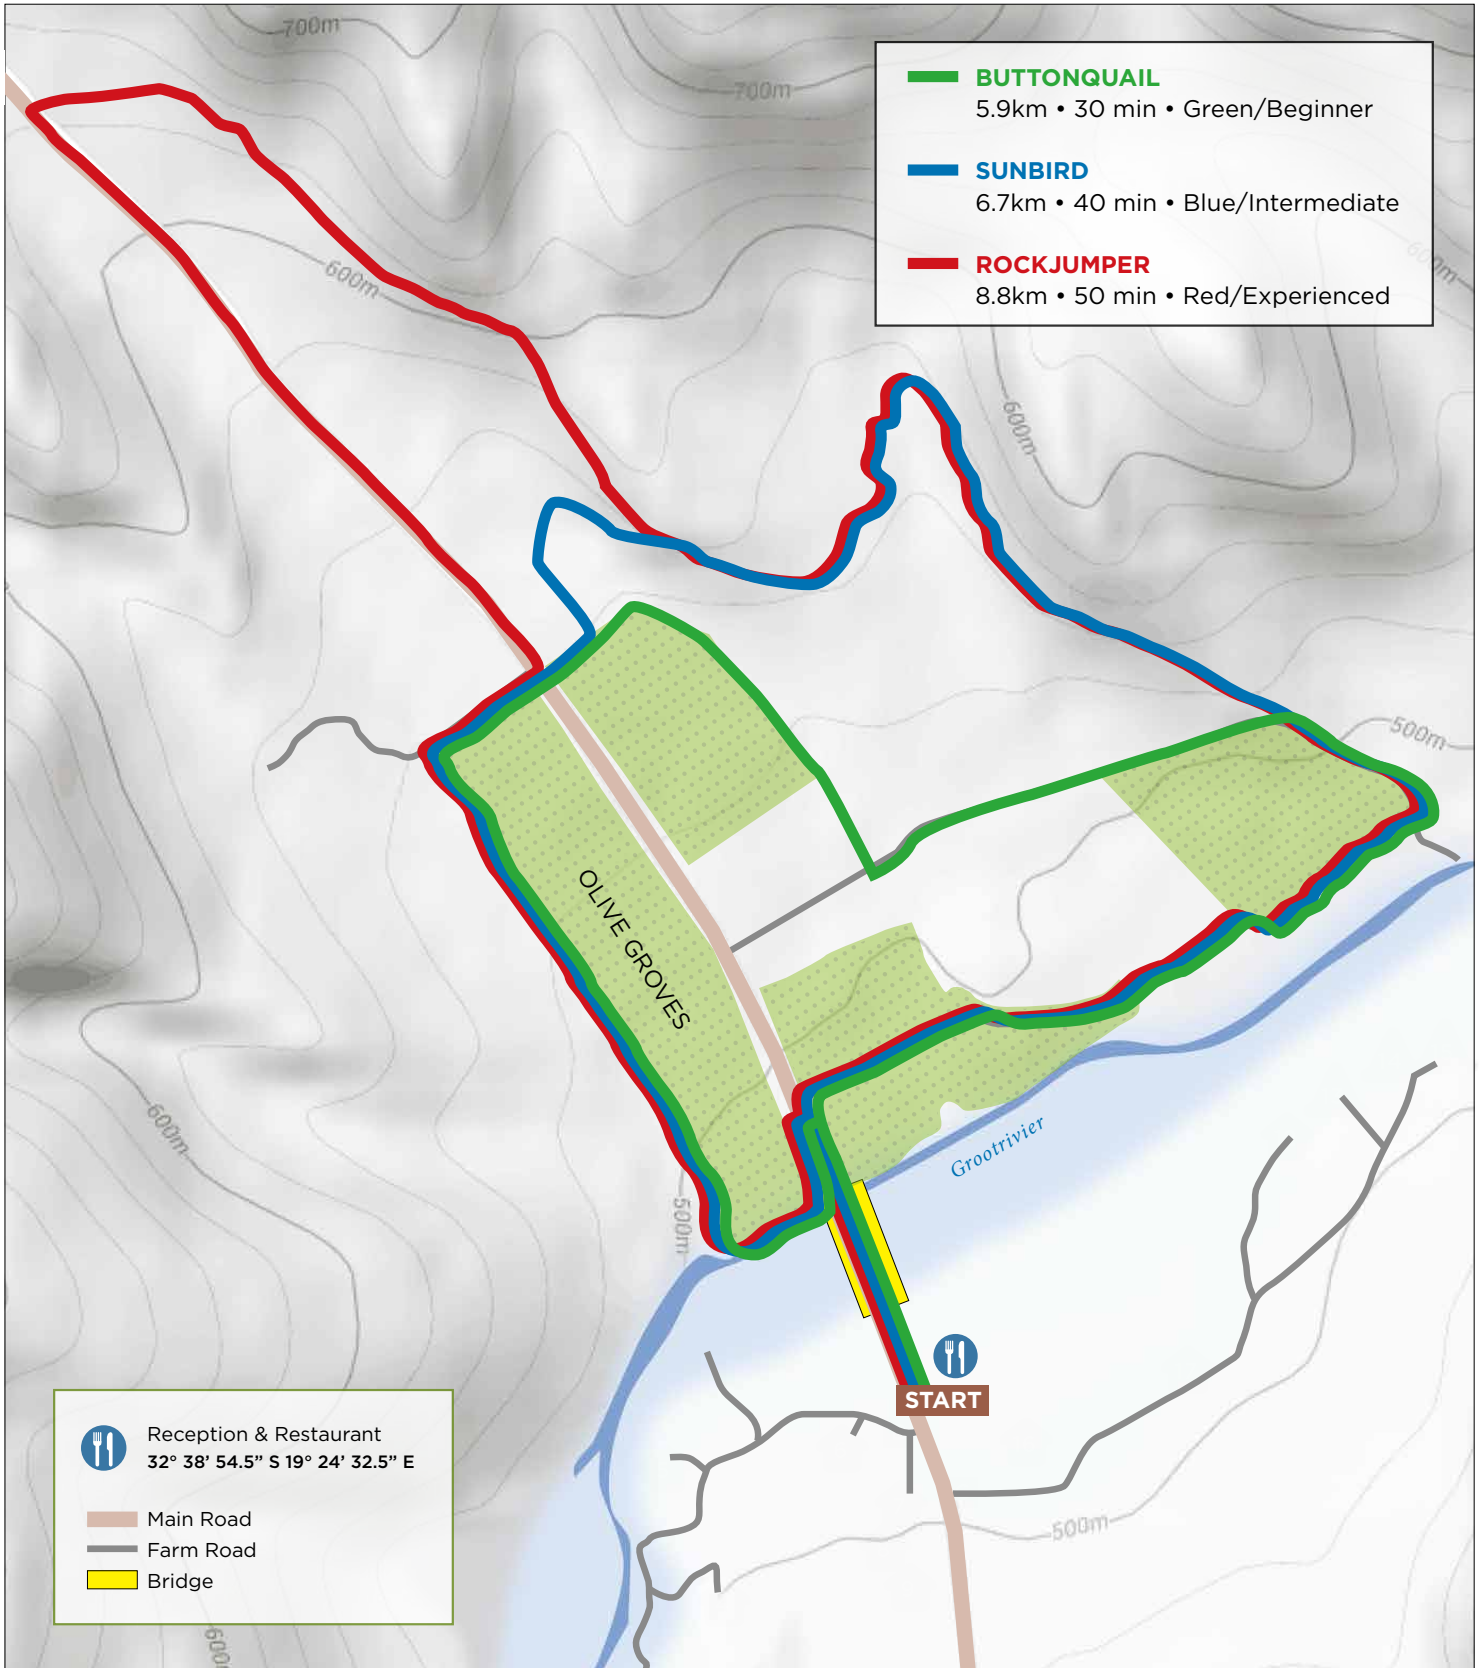 700m
700m
BUTTONQUAIL
5.9km • 30 min • Green/Beginner
SUNBIRD
6.7km • 40 min • Blue/Intermediate
ROCKJUMPER
8.8km • 50 min • Red/Experienced
600m
600m
600m
500m
OLIVE GROVES
600m
500m
Grootrivier
START
Reception & Restaurant
32° 38’ 54.5” S 19° 24’ 32.5” E
Main Road
Farm Road
Bridge
500m